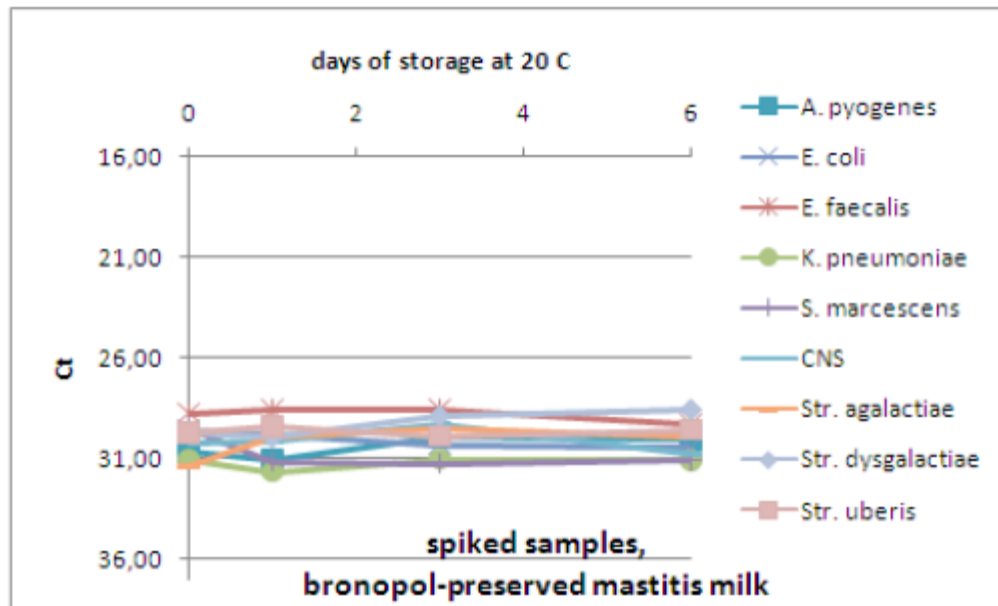 days of storage at 20 C
0 2 4 6
16,00
21,00
26,00
31,00
36,00
Ct
A. pyogenes
E. coli
E. faecalis
K. pneumoniae
S. marcescens
CNS
Str. agalactiae
Str. dysgalactiae
Str. uberis
spiked samples,
bronopol-preserved mastitis milk